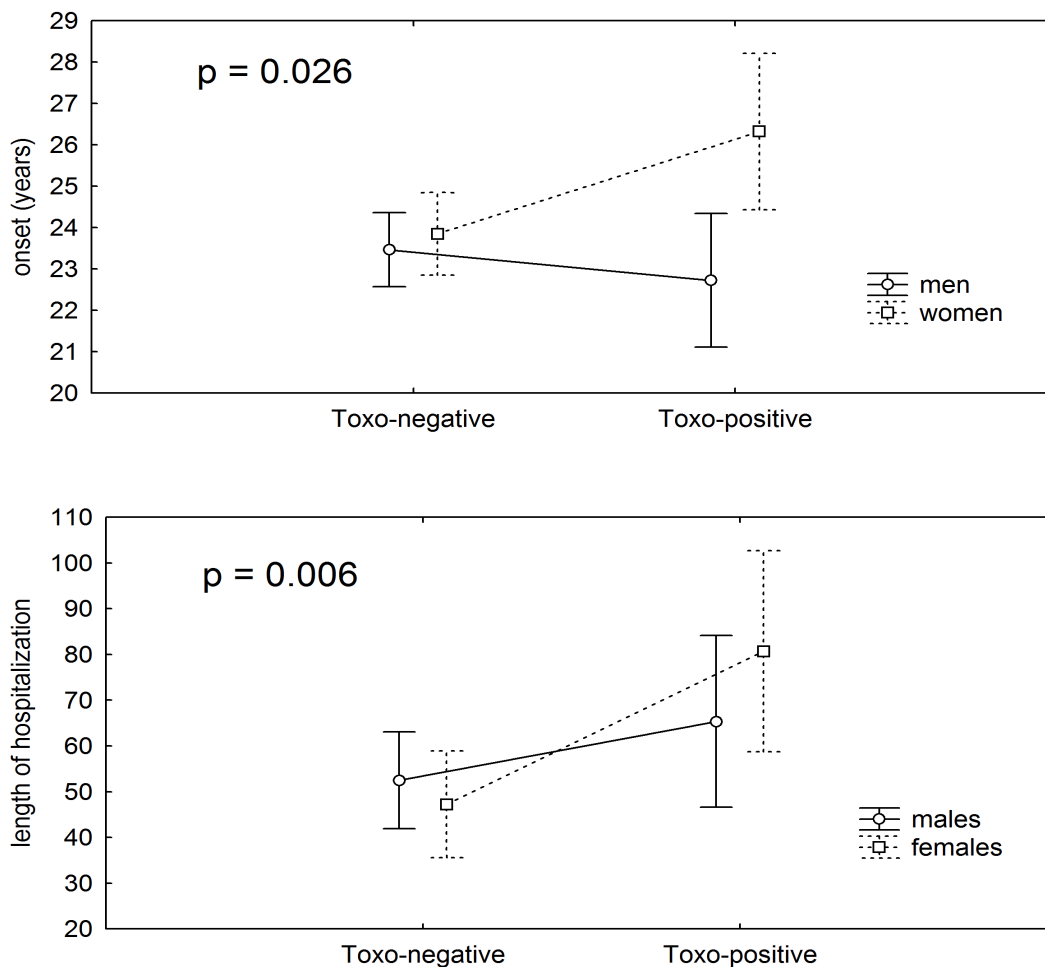 p = 0.026
onset (years)
29
28
27
26
25
24
23
22
21
20
men
women
Toxo-negative Toxo-positive
p = 0.006
length of hospitalization
110
100
90
80
70
60
50
40
30
20
males
females
Toxo-negative Toxo-positive